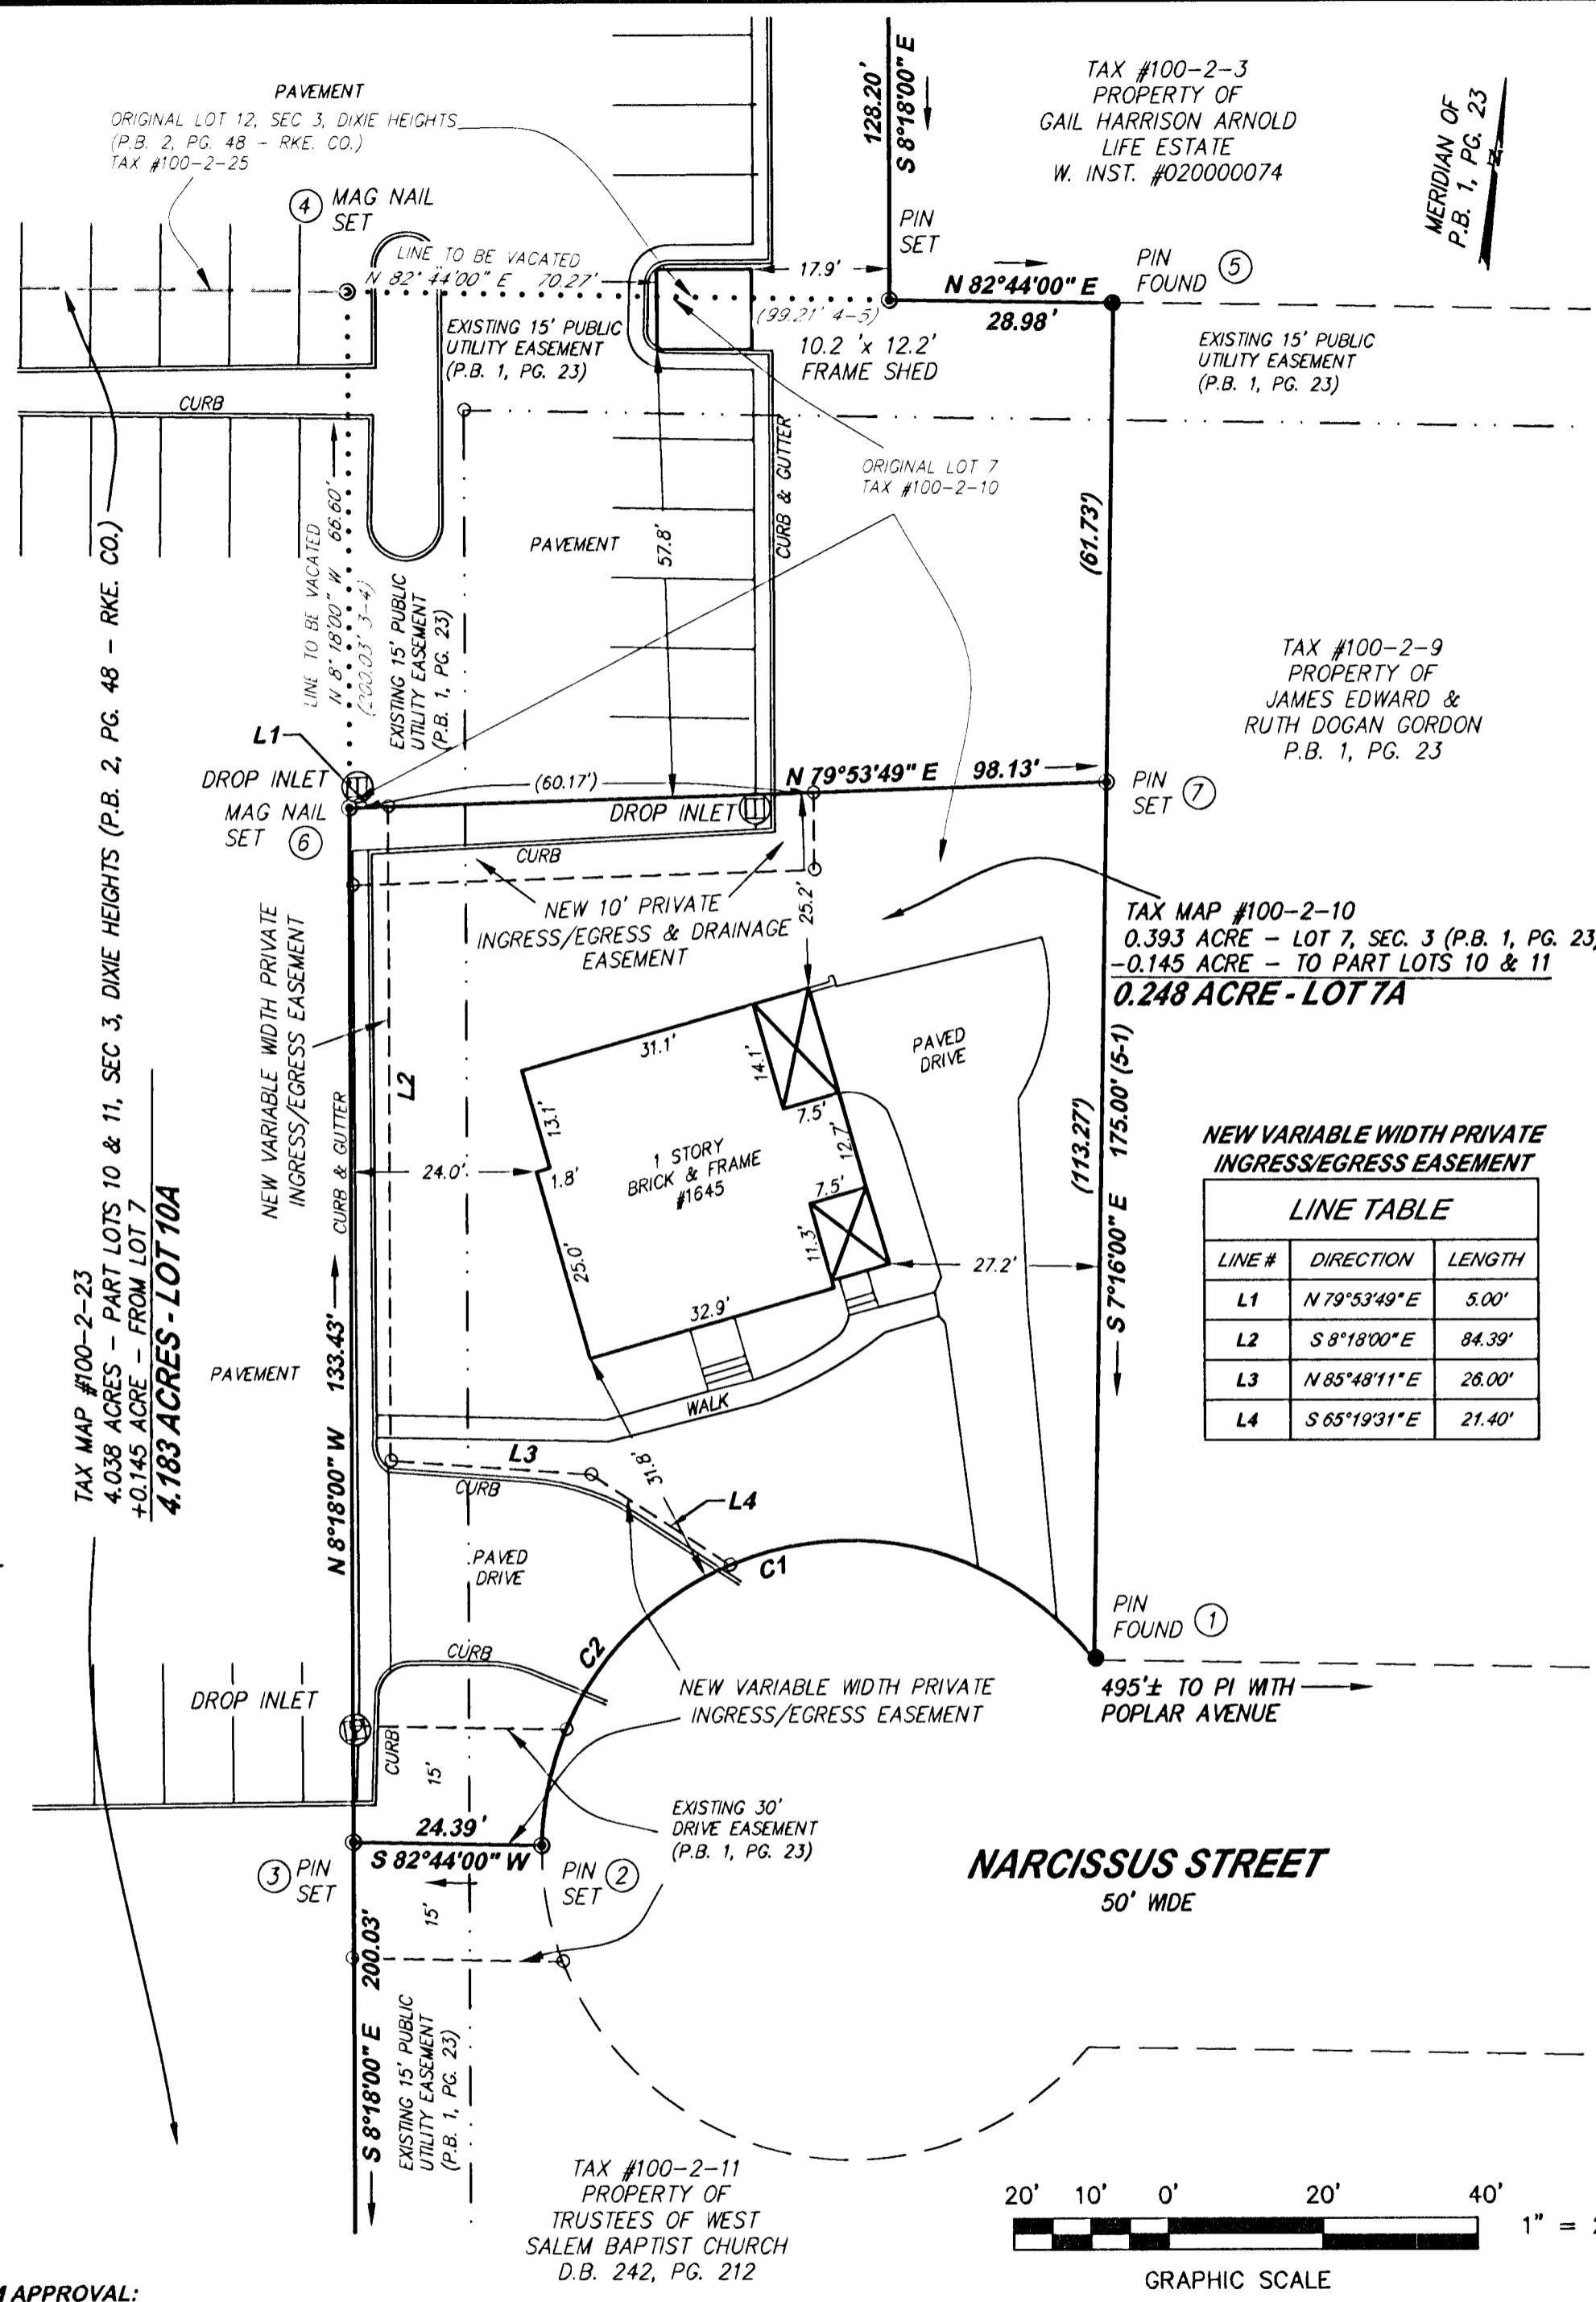 PAVEMENT
ORIGINAL LOT 12, SEC 3, DIXIE HEIGHTS
(P.B. 2, PG. 48 - RKE. CO.)
TAX #100-2-25
4 MAG NAIL
SET
LINE TO BE VACATED
N 82°44'00" E 70.27'
EXISTING 15' PUBLIC
UTILITY EASEMENT
(P.B. 1, PG. 23)
128.20'
S 8°18'00" E
TAX #100-2-3
PROPERTY OF
GAIL HARRISON ARNOLD
LIFE ESTATE
W. INST. #020000074
MERIDIAN OF
P.B. 1, PG. 23
PIN
SET
17.9'
N 82°44'00" E
28.98'
(99.21' 4-5)
10.2 'x 12.2'
FRAME SHED
PIN
FOUND 5
EXISTING 15' PUBLIC
UTILITY EASEMENT
(P.B. 1, PG. 23)
CURB
CURB & GUTTER
ORIGINAL LOT 7
TAX #100-2-10
PAVEMENT
57.8'
(61.73')
LINE TO BE VACATED
N 8°18'00" W 66.60'
(200.03' 3-4)
EXISTING 15' PUBLIC
UTILITY EASEMENT
(P.B. 1, PG. 23)
TAX #100-2-9
PROPERTY OF
JAMES EDWARD &
RUTH DOGAN GORDON
P.B. 1, PG. 23
L1
DROP INLET
MAG NAIL
SET 6
(60.17')
N 79°53'49" E 98.13'
DROP INLET
PIN
SET 7
CURB
NEW 10' PRIVATE
INGRESS/EGRESS & DRAINAGE
EASEMENT
25.2'
TAX MAP #100-2-10
0.393 ACRE - LOT 7, SEC. 3 (P.B. 1, PG. 23)
-0.145 ACRE - TO PART LOTS 10 & 11
0.248 ACRE - LOT 7A
NEW VARIABLE WIDTH PRIVATE
INGRESS/EGRESS EASEMENT
L2
TAX MAP #100-2-23
4.038 ACRES - PART LOTS 10 & 11, SEC 3, DIXIE HEIGHTS (P.B. 2, PG. 48 - RKE. CO.)
+0.145 ACRE - FROM LOT 7
4.183 ACRES - LOT 10A
31.1'
14.1'
7.5'
12.7'
13.1'
1.8'
24.0'
1 STORY
BRICK & FRAME
#1645
7.5'
11.3'
25.0'
32.9'
27.2'
PAVED
DRIVE
(113.27')
S 7°16'00" E 175.00' (5-1)
NEW VARIABLE WIDTH PRIVATE
INGRESS/EGRESS EASEMENT
LINE TABLE
LINE # DIRECTION LENGTH
L1 N 79°53'49" E 5.00'
L2 S 8°18'00" E 84.39'
L3 N 85°48'11" E 26.00'
L4 S 65°19'31" E 21.40'
PAVEMENT
N 8°18'00" W 133.43'
CURB & GUTTER
WALK
L3
CURB
31.8'
L4
C1
PAVED
DRIVE
C2
CURB
PIN
FOUND 1
495'± TO PI WITH
POPLAR AVENUE
DROP INLET
NEW VARIABLE WIDTH PRIVATE
INGRESS/EGRESS EASEMENT
CURB
15'
EXISTING 30'
DRIVE EASEMENT
(P.B. 1, PG. 23)
24.39'
S 82°44'00" W
3 PIN
SET
PIN 2
SET
15'
NARCISSUS STREET
50' WIDE
S 8°18'00" E 200.03'
EXISTING 15' PUBLIC
UTILITY EASEMENT
(P.B. 1, PG. 23)
TAX #100-2-11
PROPERTY OF
TRUSTEES OF WEST
SALEM BAPTIST CHURCH
D.B. 242, PG. 212
20' 10' 0' 20' 40'
1" =
GRAPHIC SCALE
APPROVAL: